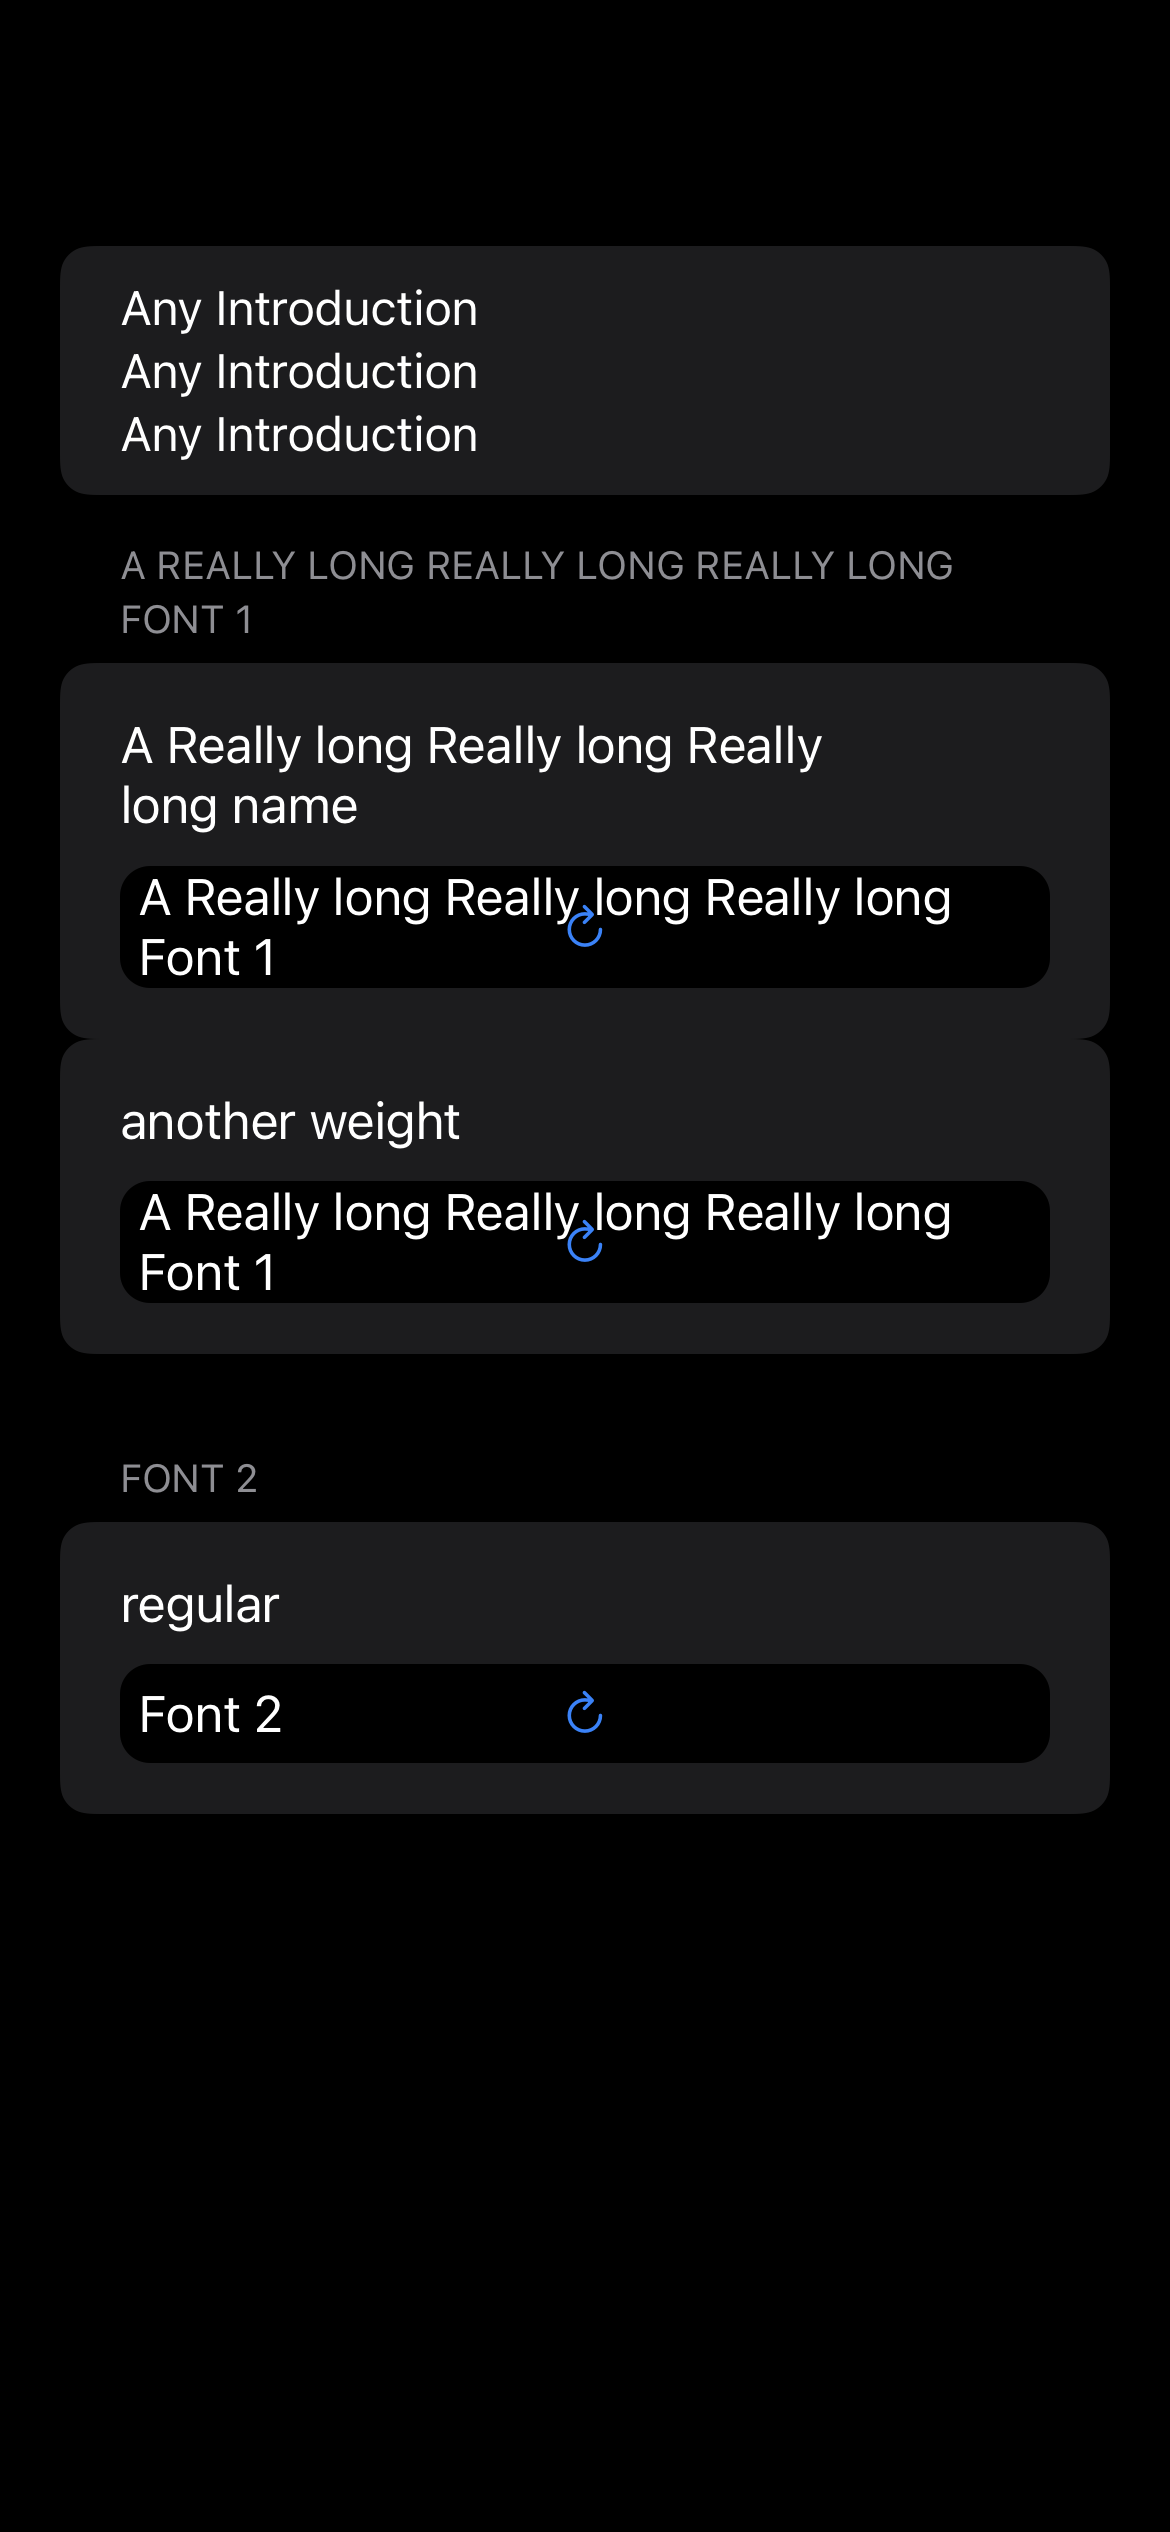 Any Introduction
Any Introduction
Any Introduction
A REALLY LONG REALLY LONG REALLY LONG
FONT 1
A Really long Really long Really
long name
A Really long Really long Really long
Font 1
another weight
A Really long Really long Really long
Font 1
FONT 2
regular
Font 2